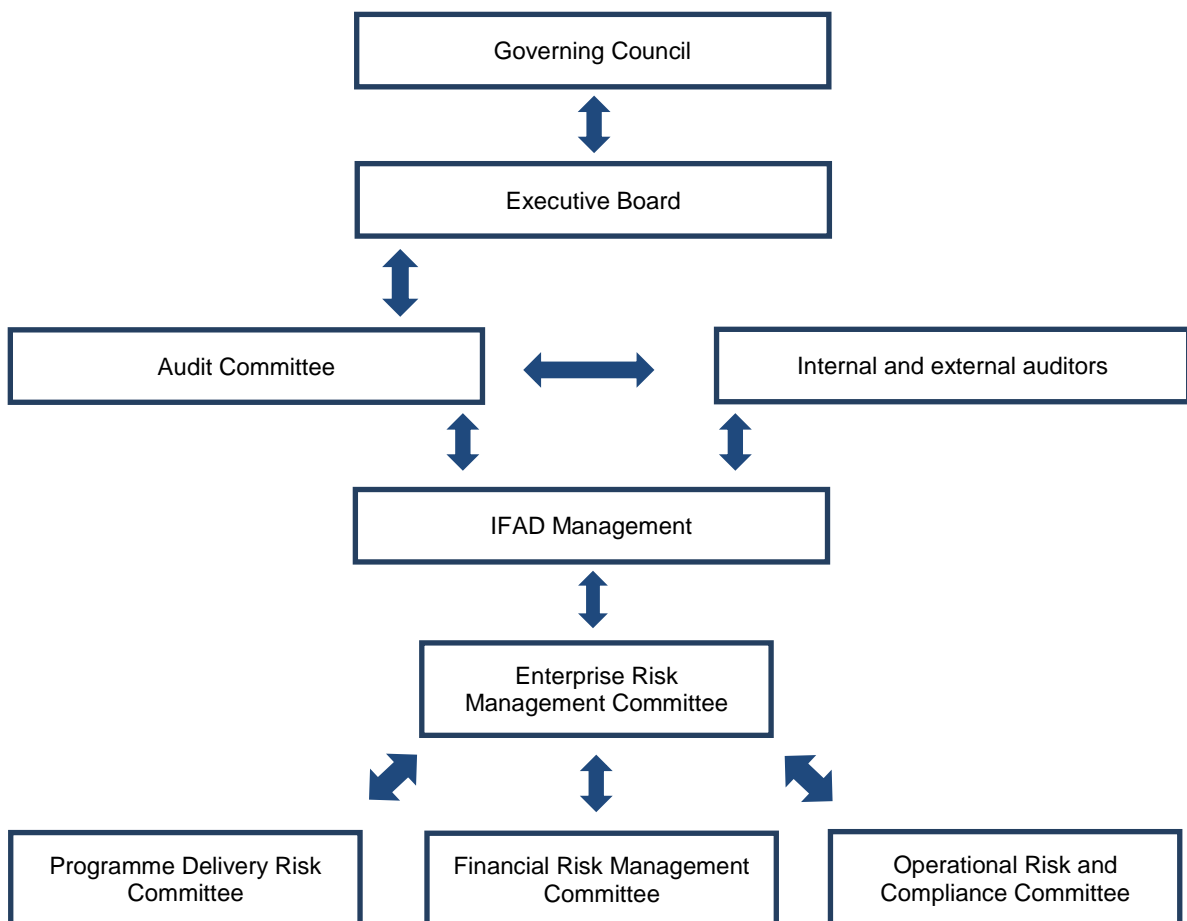 Governing Council
Executive Board
Audit Committee
Internal and external auditors
IFAD Management
Enterprise Risk
Management Committee
Programme Delivery Risk
Committee
Financial Risk Management
Committee
Operational Risk and
Compliance Committee